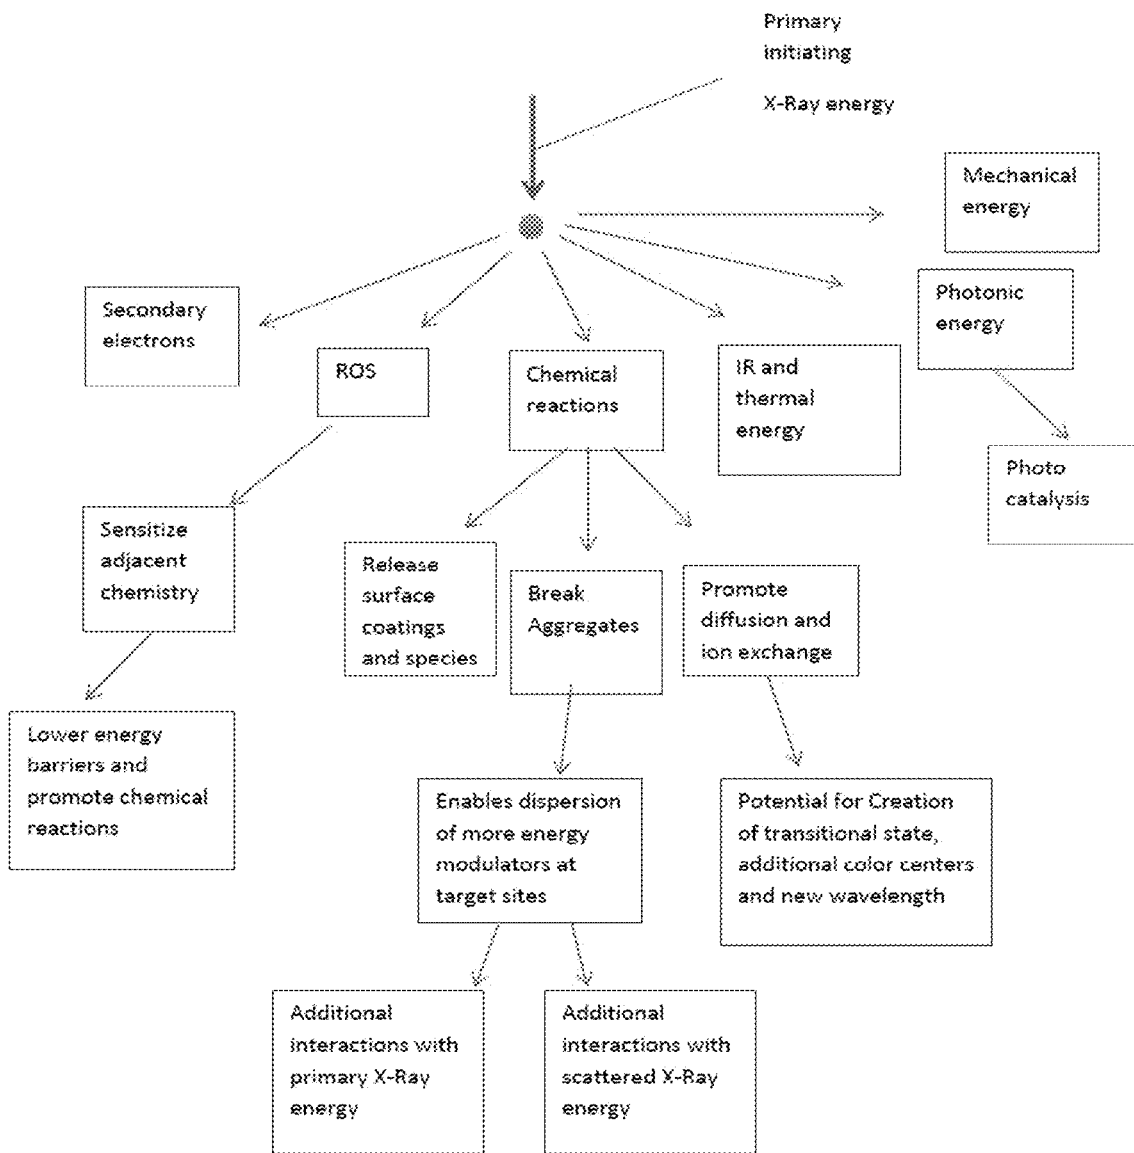 Primary
initiating
X-Ray energy
Mechanical
energy
Secondary
electrons
ROS
Chemical
reactions
IR and
thermal
energy
Photonic
energy
Photo
catalysis
Sensitize
adjacent
chemistry
Release
surface
coatings
and species
Break
Aggregates
Promote
diffusion and
ion exchange
Lower energy
barriers and
promote chemical
reactions
Enables dispersion
of more energy
modulators at
target sites
Potential for Creation
of transitional state,
additional color centers
and new wavelength
Additional
interactions with
primary X-Ray
energy
Additional
interactions with
scattered X-Ray
energy